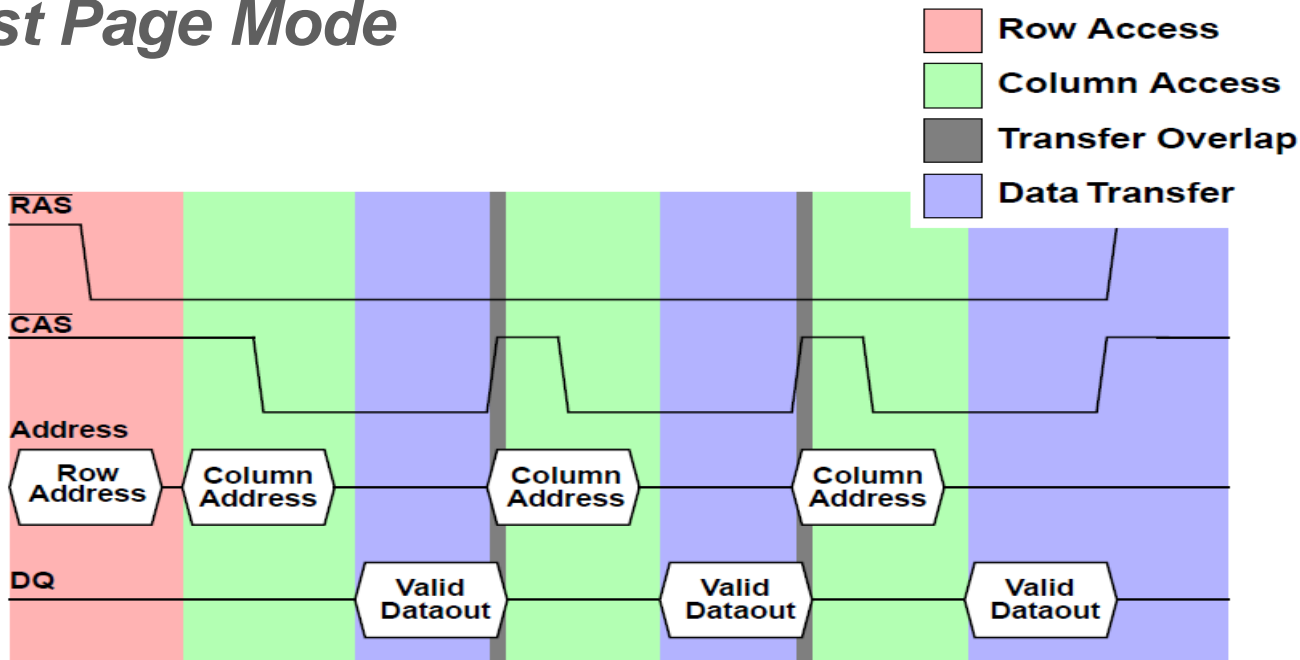 st Page Mode
Row Access
Column Access
Transfer Overlap
Data Transfer
RAS
CAS
Address
Row
Address
Column
Address
Column
Address
Column
Address
DQ
Valid
Dataout
Valid
Dataout
Valid
Dataout